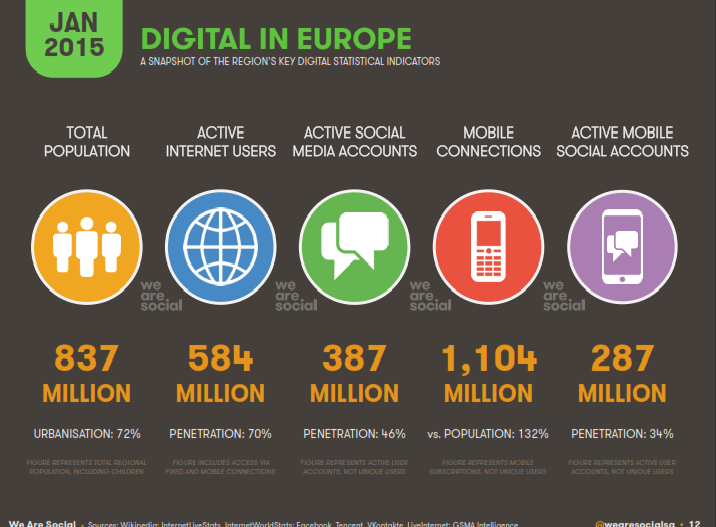 JAN
2015
DIGITAL IN EUROPE
A SNAPSHOT OF THE REGION'S KEY DIGITAL STATISTICAL INDICATORS
TOTAL
POPULATION
ACTIVE
INTERNET USERS
ACTIVE SOCIAL
MEDIA ACCOUNTS
MOBILE
CONNECTIONS
ACTIVE MOBILE
SOCIAL ACCOUNTS
we
are
social
we
are
social
we
are
social
we
are
social
837
MILLION
584
MILLION
387
MILLION
1,104
MILLION
287
MILLION
URBANISATION: 72%
PENETRATION: 70%
PENETRATION: 46%
vs. POPULATION: 132%
PENETRATION: 34%
FIGURE REPRESENTS TOTAL REGIONAL
POPULATION, INCLUDING CHILDREN
FIGURE INCLUDES ACCESS VIA
FIXED AND MOBILE CONNECTIONS
FIGURE REPRESENTS ACTIVE USER
ACCOUNTS, NOT UNIQUE USERS
FIGURE REPRESENTS MOBILE
SUBSCRIPTIONS, NOT UNIQUE USERS
FIGURE REPRESENTS ACTIVE USER
ACCOUNTS, NOT UNIQUE USERS
We Are Social • Sources: Wikipedia; InternetLiveStats, InternetWorldStats; Facebook, Tencent, VKontakte, LiveInternet; GSMA Intelligence
@wearesocialsg • 12